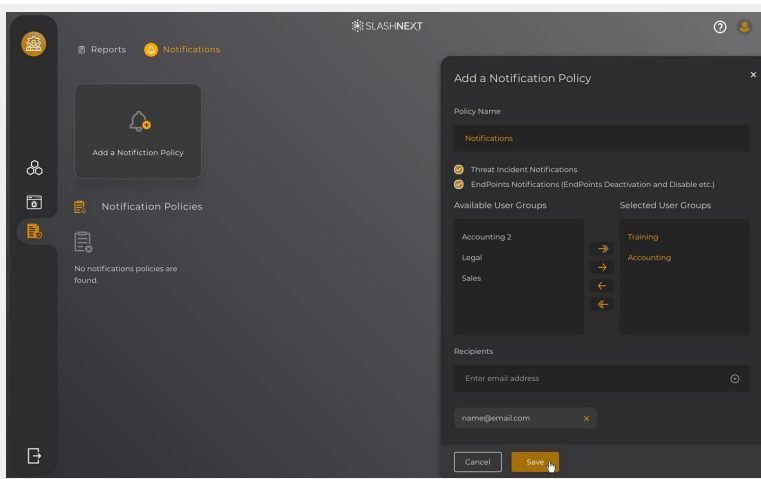 SLASHNEXT
Reports
Notifications
Add a Notifiction Policy
Notification Policies
No notifications policies are
found.
Add a Notification Policy
×
Policy Name
Notifications
Threat Incident Notifications
EndPoints Notifications (EndPoints Deactivation and Disable etc.)
Available User Groups
Selected User Groups
Accounting 2
Legal
Sales
Training
Accounting
Recipients
Enter email address
name@email.com ×
Cancel
Save